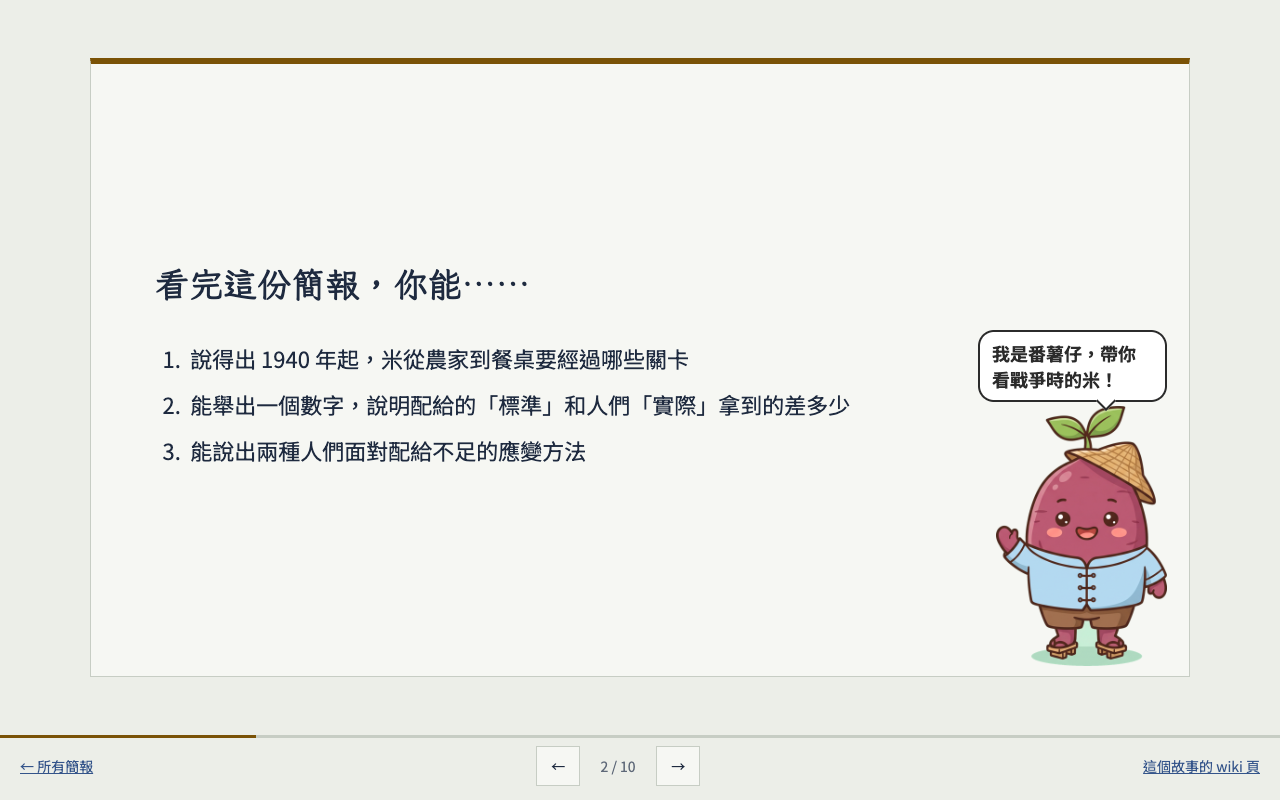 看完這份簡報，你能⋯⋯
1. 說得出 1940 年起，米從農家到餐桌要經過哪些關卡
2. 能舉出一個數字，說明配給的「標準」和人們「實際」拿到的差多少
3. 能說出兩種人們面對配給不足的應變方法
我是番薯仔，帶你
看戰爭時的米！
← 所有簡報
←
2 / 10
→
這個故事的 wiki 頁